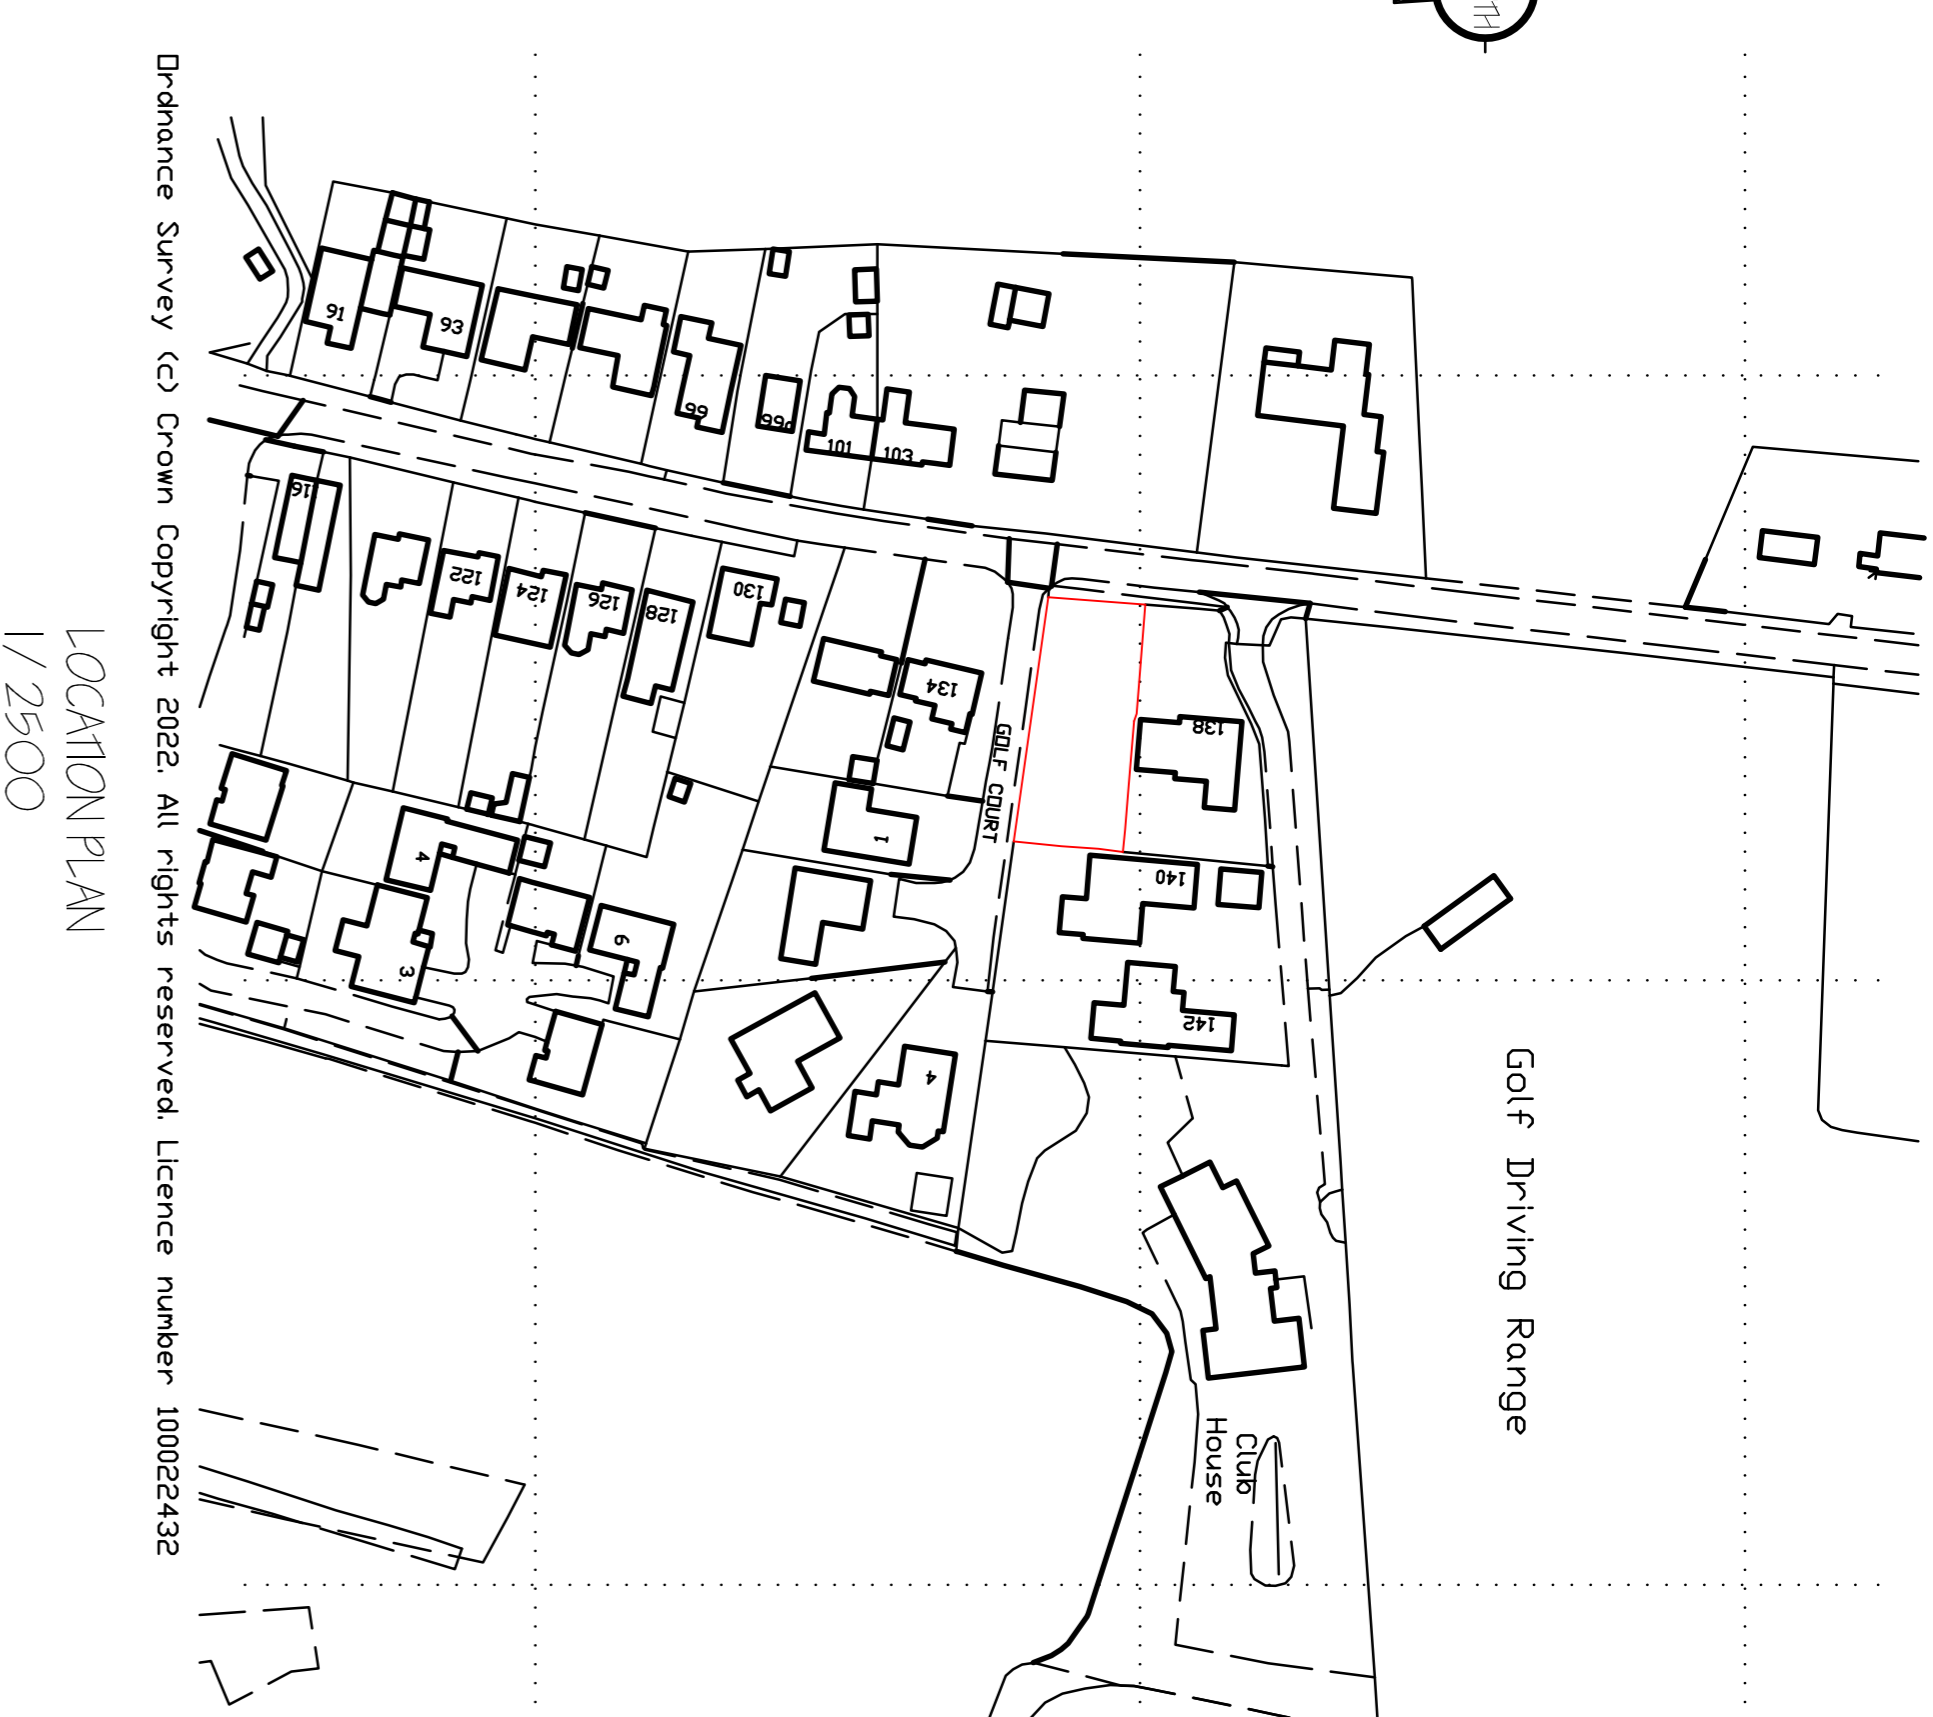 TH
91
93
99
99a
101
103
116
122
124
126
128
130
134
138
GOLF COURT
1
140
142
4
3
6
4
Golf Driving Range
Club
House
Ordnance Survey (c) Crown Copyright 2022. All rights reserved. Licence number 100022432
LOCATION PLAN
1/2500